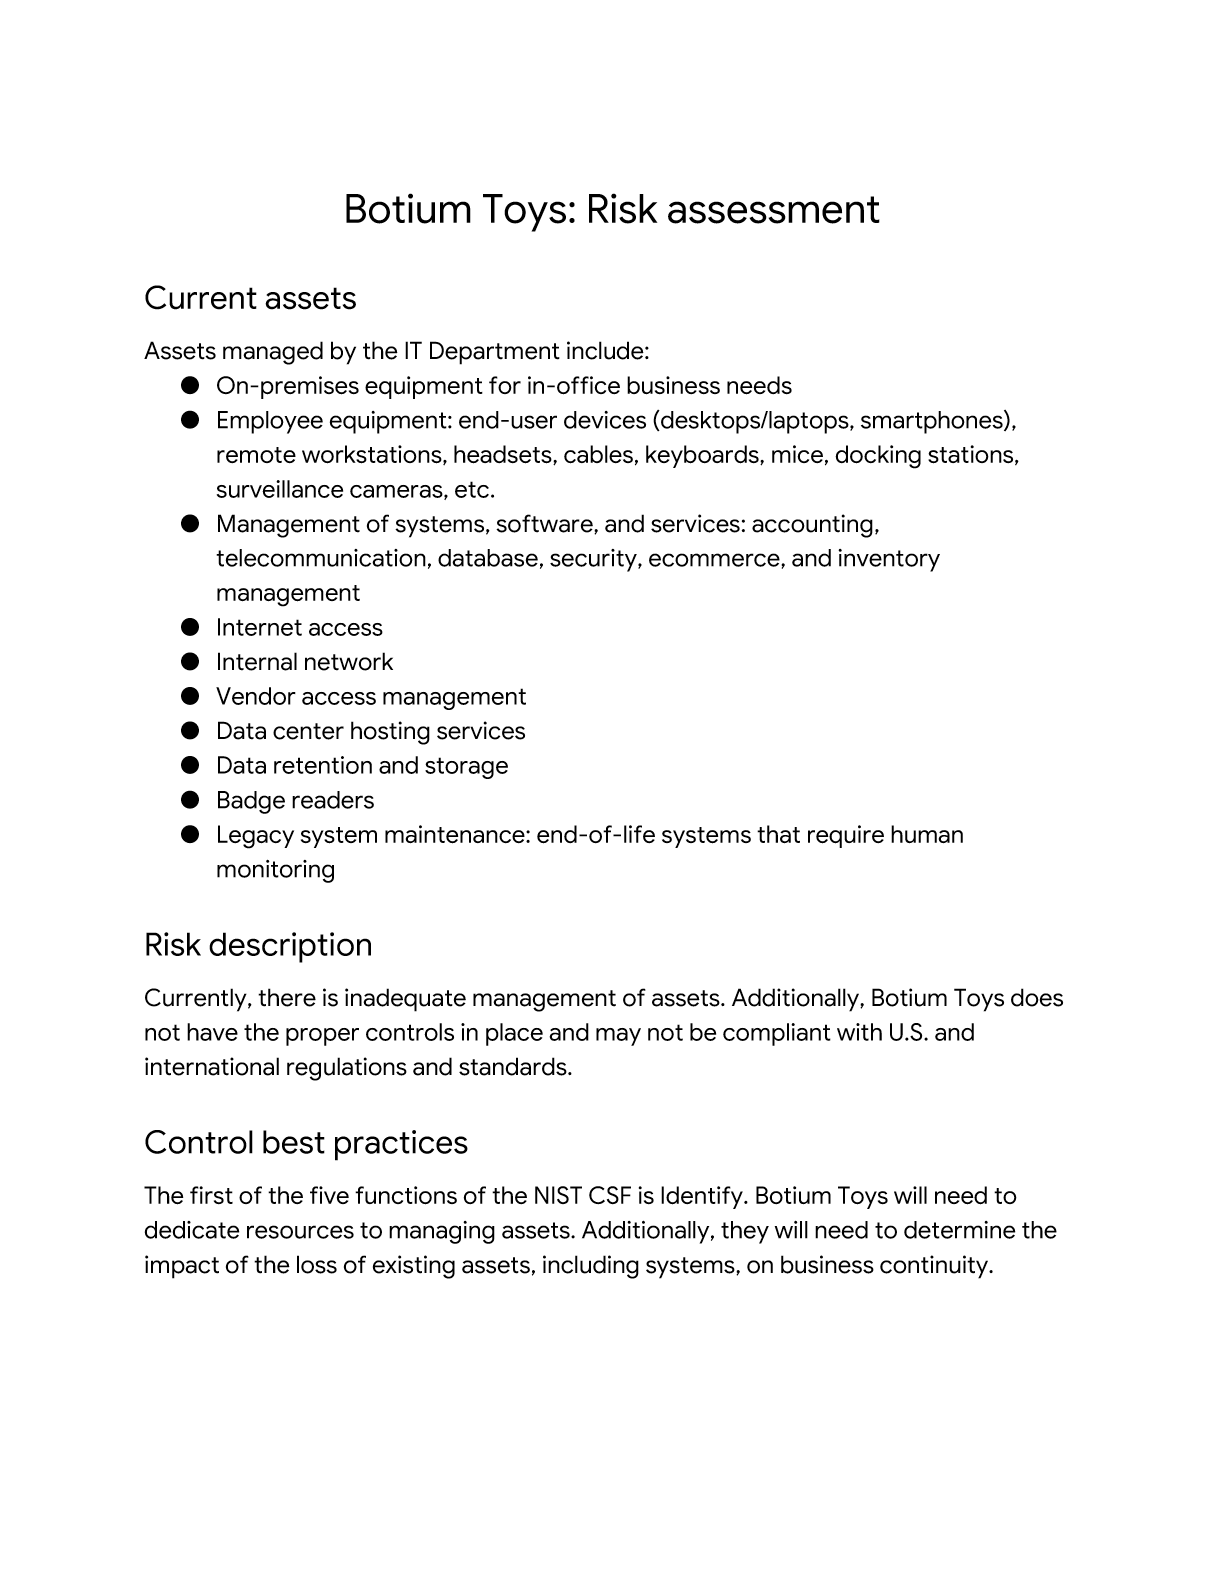 Botium Toys: Risk assessment
Current assets
Assets managed by the IT Department include:
● On-premises equipment for in-office business needs
● Employee equipment: end-user devices (desktops/laptops, smartphones),
remote workstations, headsets, cables, keyboards, mice, docking stations,
surveillance cameras, etc.
● Management of systems, software, and services: accounting,
telecommunication, database, security, ecommerce, and inventory
management
● Internet access
● Internal network
● Vendor access management
● Data center hosting services
● Data retention and storage
● Badge readers
● Legacy system maintenance: end-of-life systems that require human
monitoring
Risk description
Currently, there is inadequate management of assets. Additionally, Botium Toys does
not have the proper controls in place and may not be compliant with U.S. and
international regulations and standards.
Control best practices
The first of the five functions of the NIST CSF is Identify. Botium Toys will need to
dedicate resources to managing assets. Additionally, they will need to determine the
impact of the loss of existing assets, including systems, on business continuity.